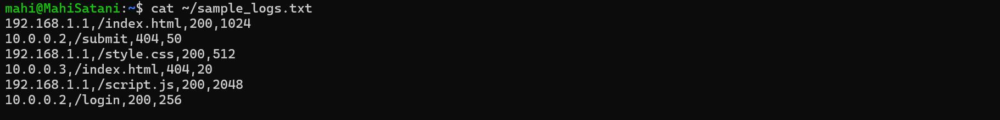 mahi@MahiSatani:~$ cat ~/sample_logs.txt
192.168.1.1,/index.html,200,1024
10.0.0.2,/submit,404,50
192.168.1.1,/style.css,200,512
10.0.0.3,/index.html,404,20
192.168.1.1,/script.js,200,2048
10.0.0.2,/login,200,256